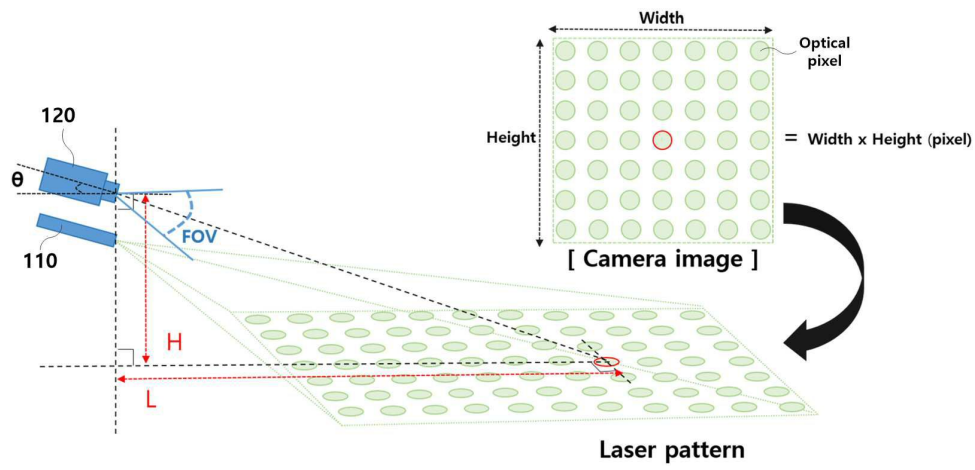 Width
Optical
pixel
120
Height
= Width x Height (pixel)
θ
FOV
110
[ Camera image ]
H
L
Laser pattern